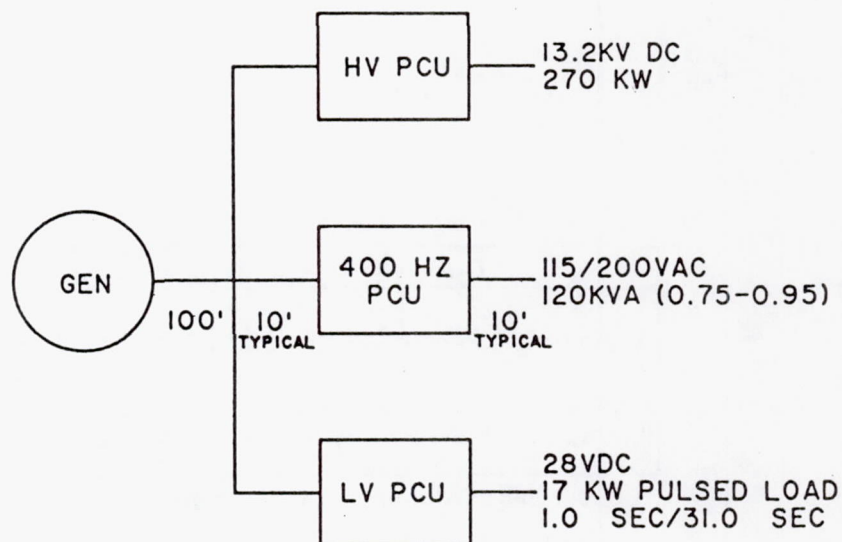 HV PCU
13.2KV DC
270 KW
GEN
400 HZ
PCU
115/200VAC
120KVA (0.75-0.95)
100'
10'
TYPICAL
10'
TYPICAL
LV PCU
28VDC
17 KW PULSED LOAD
1.0 SEC/31.0 SEC